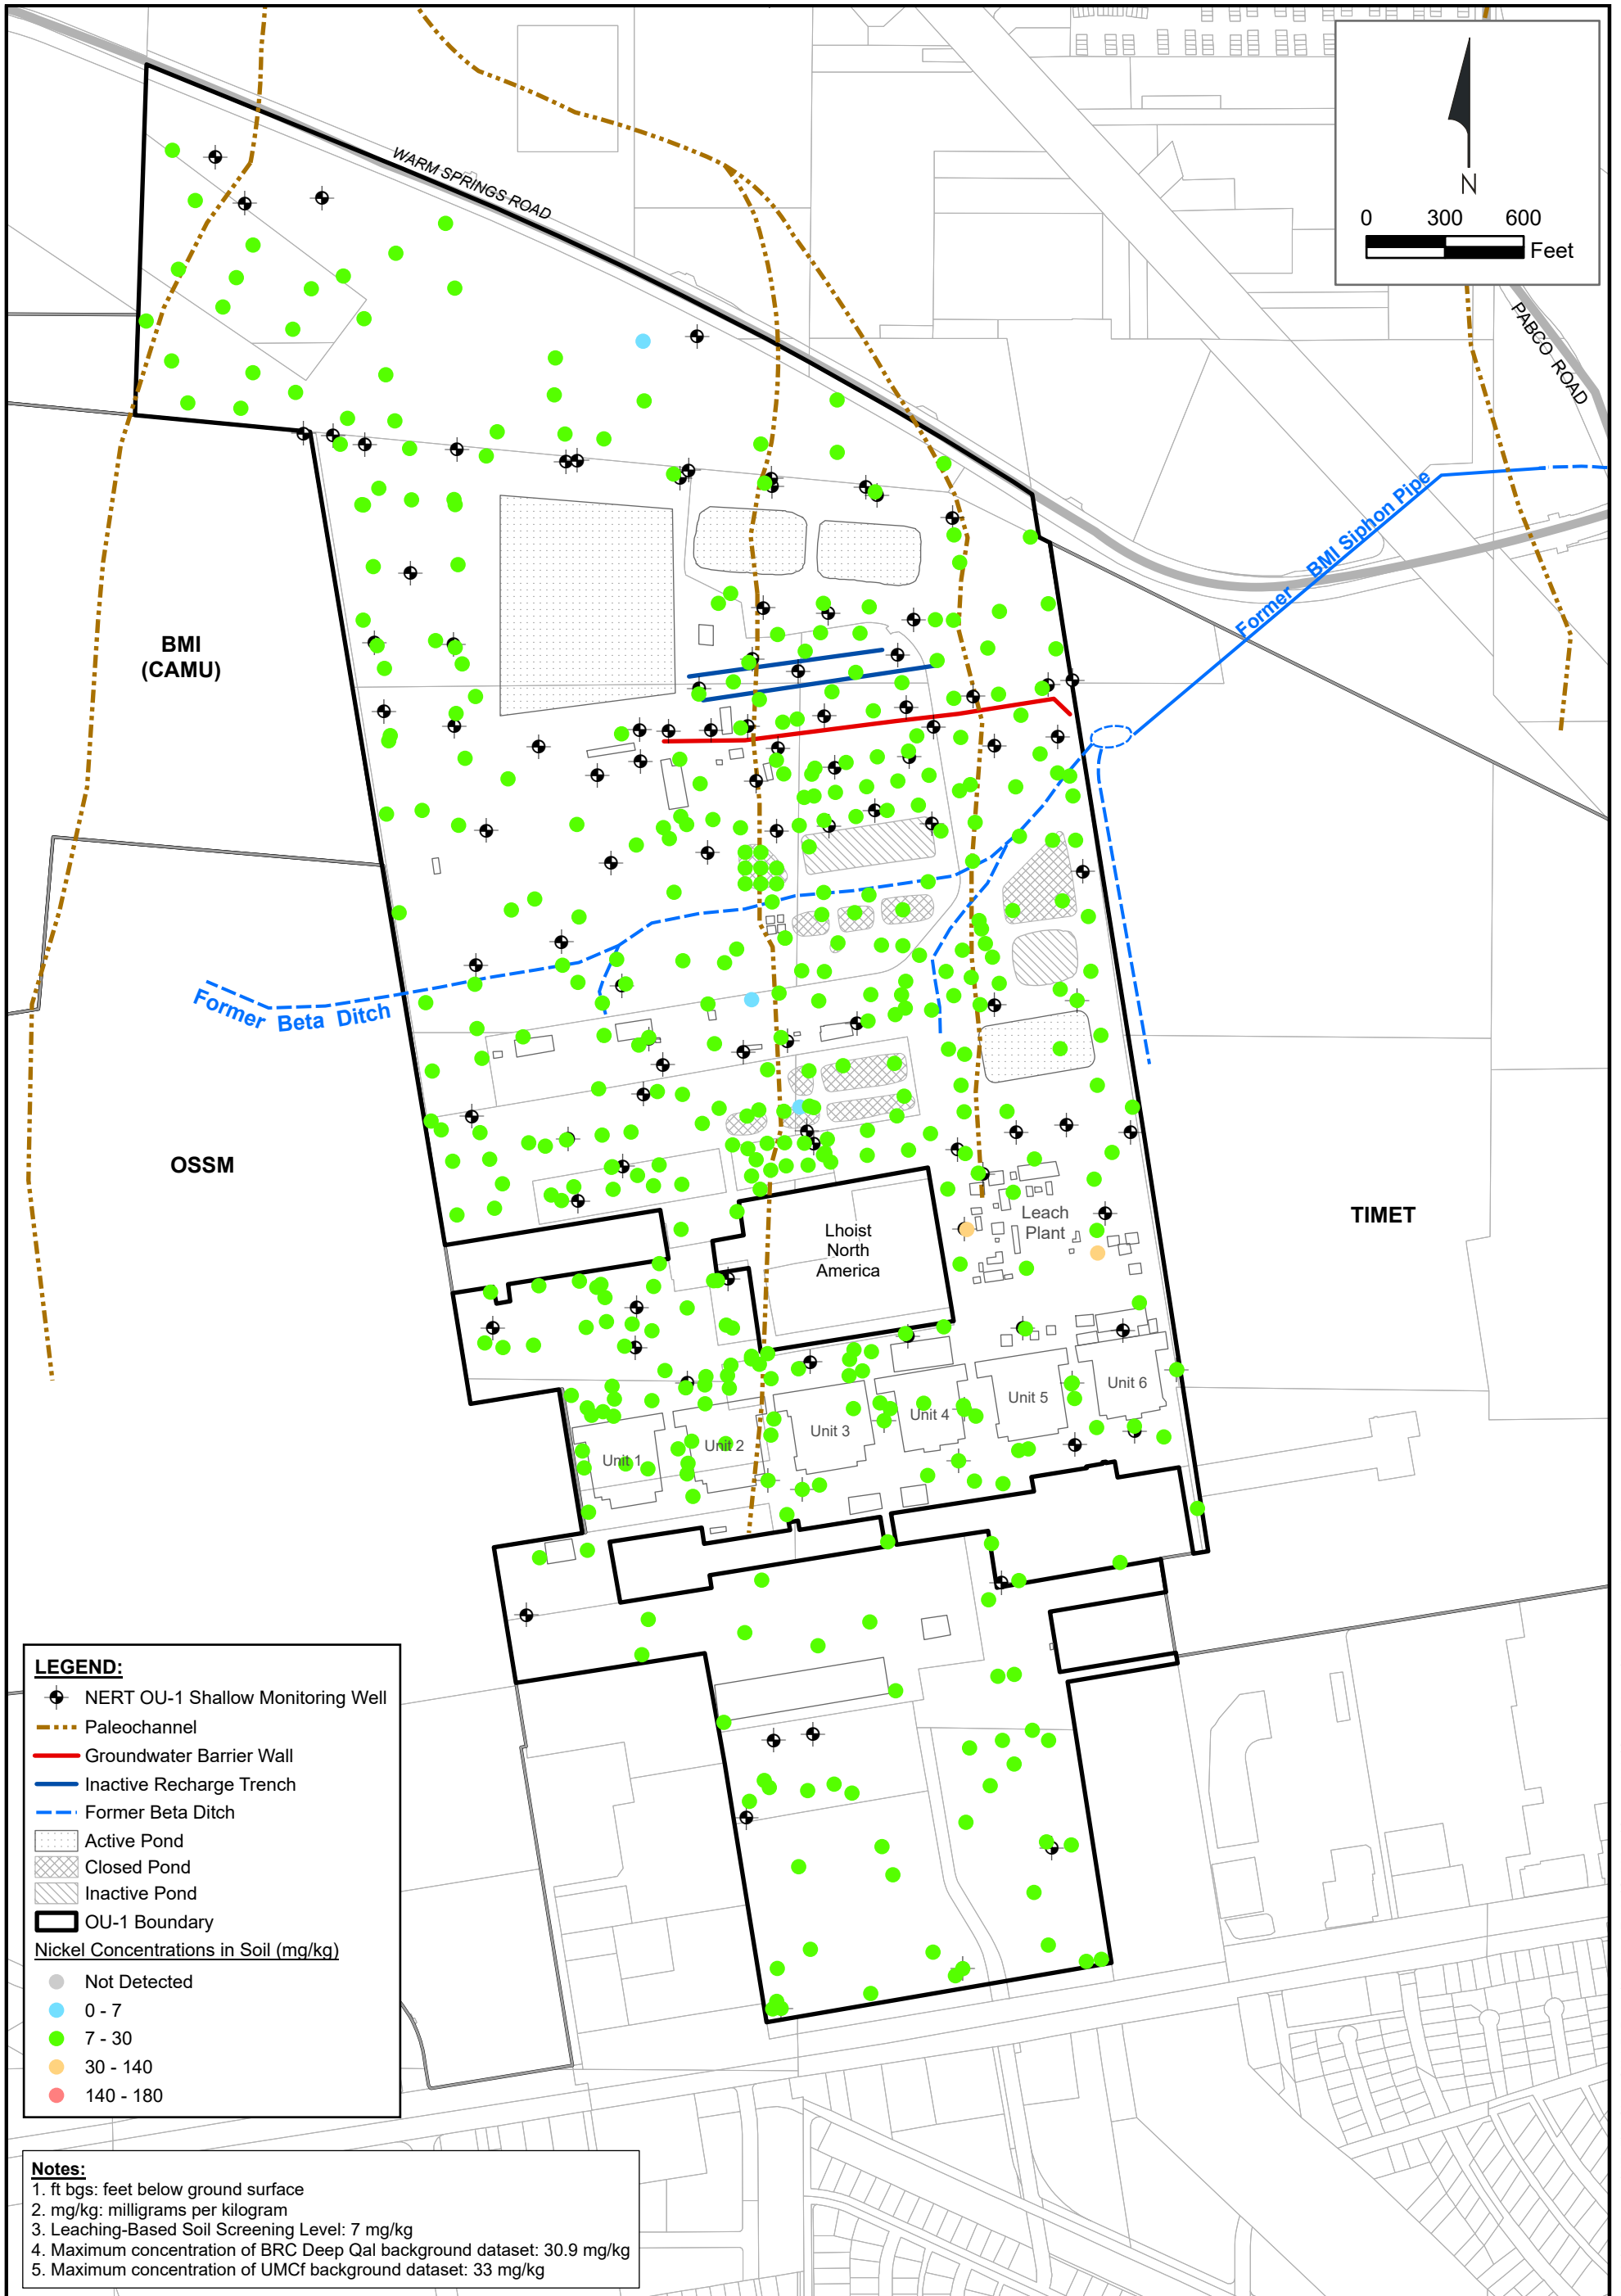 WARM SPRINGS ROAD
N
0 300 600
Feet
PABCO ROAD
Former BMI Siphon Pipe
BMI
(CAMU)
Former Beta Ditch
OSSM
Lhoist
North
America
Leach
Plant
TIMET
Unit 1
Unit 2
Unit 3
Unit 4
Unit 5
Unit 6
LEGEND:
NERT OU-1 Shallow Monitoring Well
Paleochannel
Groundwater Barrier Wall
Inactive Recharge Trench
Former Beta Ditch
Active Pond
Closed Pond
Inactive Pond
OU-1 Boundary
Nickel Concentrations in Soil (mg/kg)
Not Detected
0 - 7
7 - 30
30 - 140
140 - 180
Notes:
1. ft bgs: feet below ground surface
2. mg/kg: milligrams per kilogram
3. Leaching-Based Soil Screening Level: 7 mg/kg
4. Maximum concentration of BRC Deep Qal background dataset: 30.9 mg/kg
5. Maximum concentration of UMCf background dataset: 33 mg/kg